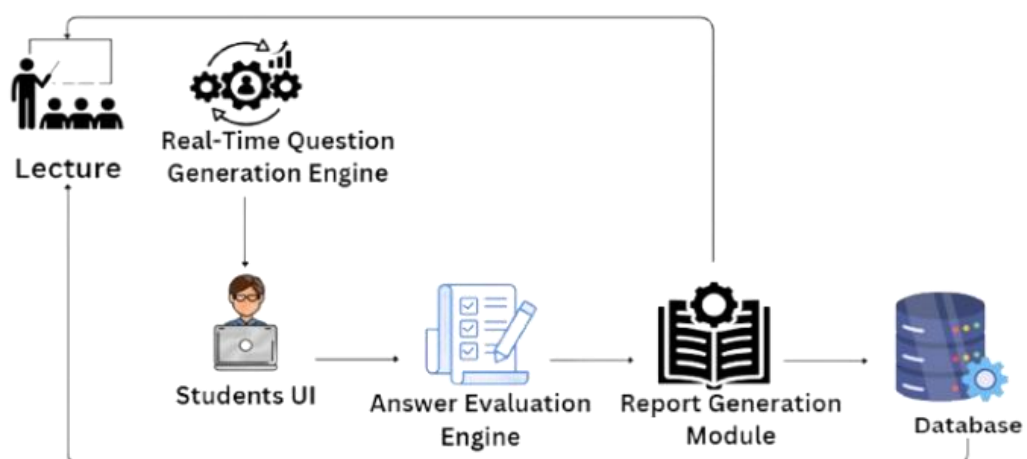 Lecture
Real-Time Question
Generation Engine
Students UI
Answer Evaluation
Engine
Report Generation
Module
Database